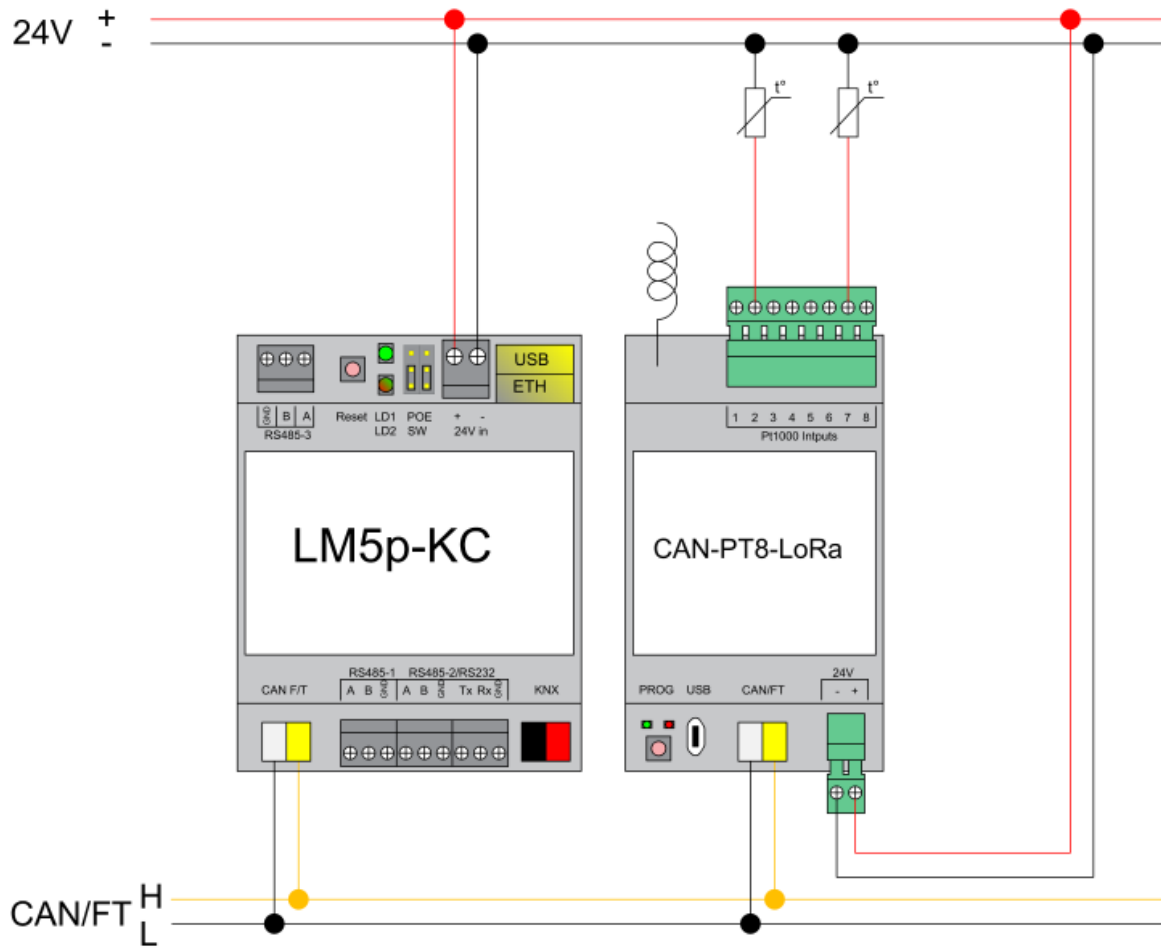 24V +
-
t° t°
USB
ETH
GND B A
RS485-3
Reset LD1 POE + -
LD2 SW 24V in
1 2 3 4 5 6 7 8
Pt1000 Intputs
LM5p-KC
CAN-PT8-LoRa
RS485-1 RS485-2/RS232
CAN F/T A B GND A B GND Tx Rx GND KNX
24V
PROG USB CAN/FT - +
CAN/FT H
L